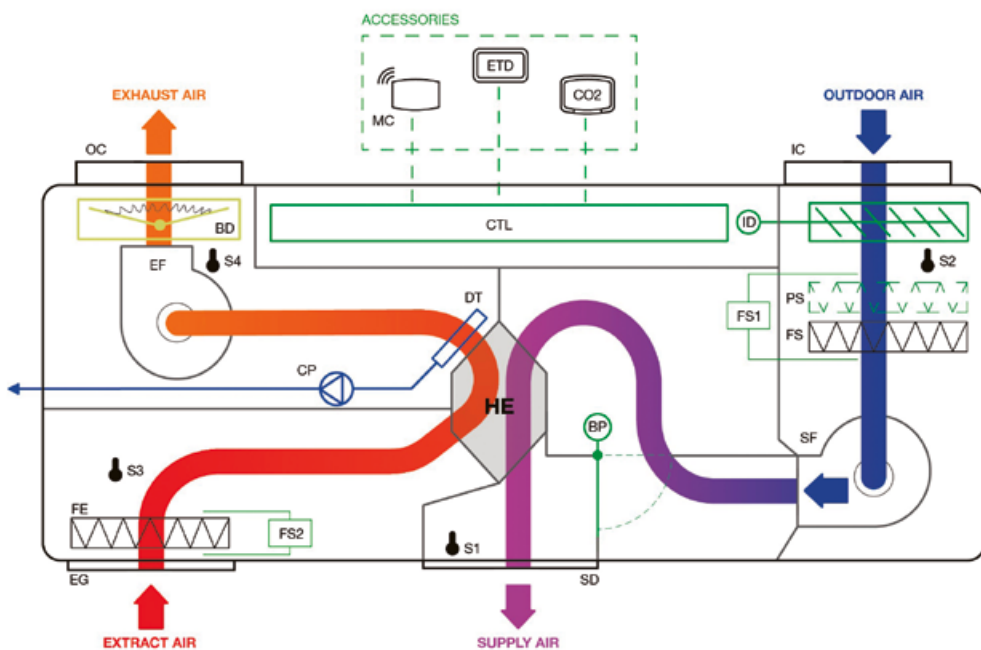 ACCESSORIES
ETD
CO2
MC
EXHAUST AIR
OUTDOOR AIR
OC
IC
BD
CTL
ID
EF
S4
S2
DT
PS
FS1
FS
CP
HE
BP
SF
S3
FE
FS2
S1
EG
SD
EXTRACT AIR
SUPPLY AIR